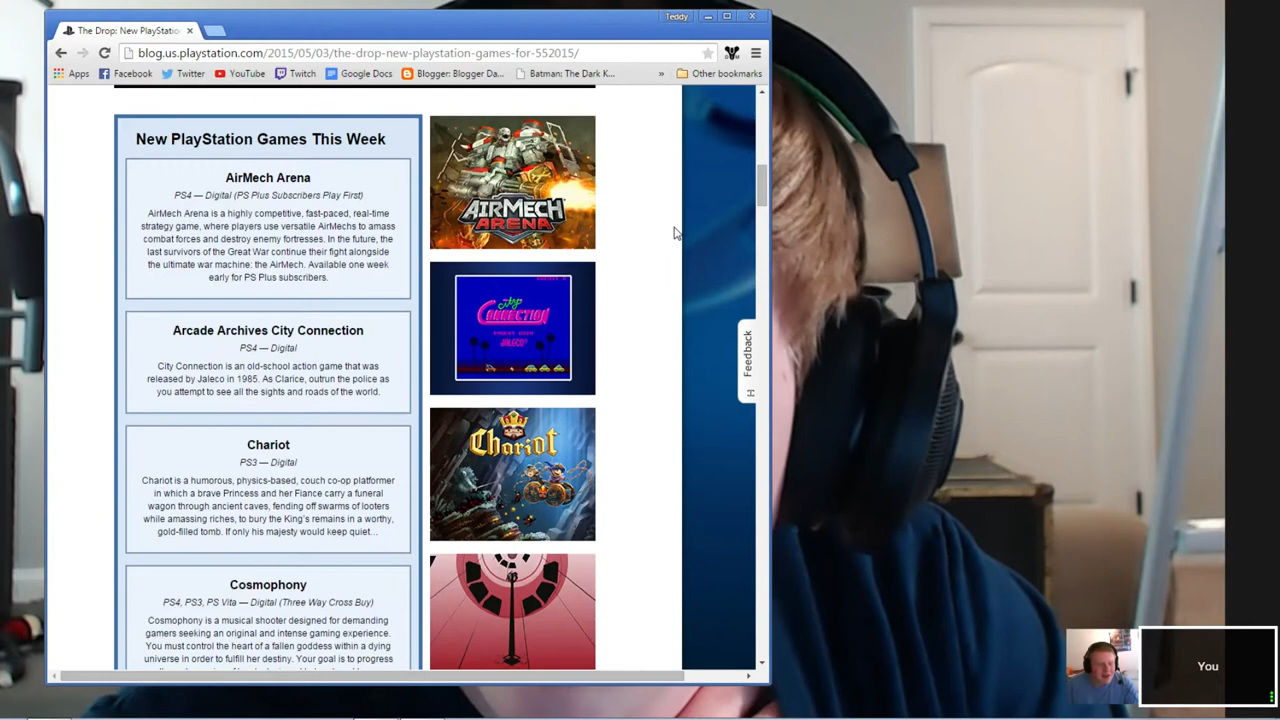 Teddy
The Drop: New PlayStatio
blog.us.playstation.com/2015/05/03/the-drop-new-playstation-games-for-552015/
Apps Facebook Twitter YouTube Twitch Google Docs Blogger: Blogger Da... Batman: The Dark K... » Other bookmarks
New PlayStation Games This Week
AirMech Arena
PS4 — Digital (PS Plus Subscribers Play First)
AirMech Arena is a highly competitive, fast-paced, real-time
strategy game, where players use versatile AirMechs to amass
combat forces and destroy enemy fortresses. In the future, the
last survivors of the Great War continue their fight alongside
the ultimate war machine: the AirMech. Available one week
early for PS Plus subscribers.
AIRMECH
ARENA
Arcade Archives City Connection
PS4 — Digital
City Connection is an old-school action game that was
released by Jaleco in 1985. As Clarice, outrun the police as
you attempt to see all the sights and roads of the world.
City
CONNECTION
JALECO
Chariot
PS3 — Digital
Chariot is a humorous, physics-based, couch co-op platformer
in which a brave Princess and her Fiance carry a funeral
wagon through ancient caves, fending off swarms of looters
while amassing riches, to bury the King's remains in a worthy,
gold-filled tomb. If only his majesty would keep quiet…
Chariot
Cosmophony
PS4, PS3, PS Vita — Digital (Three Way Cross Buy)
Cosmophony is a musical shooter designed for demanding
gamers seeking an original and intense gaming experience.
You must control the heart of a fallen goddess within a dying
universe in order to fulfill her destiny. Your goal is to progress
Feedback
[-]
You